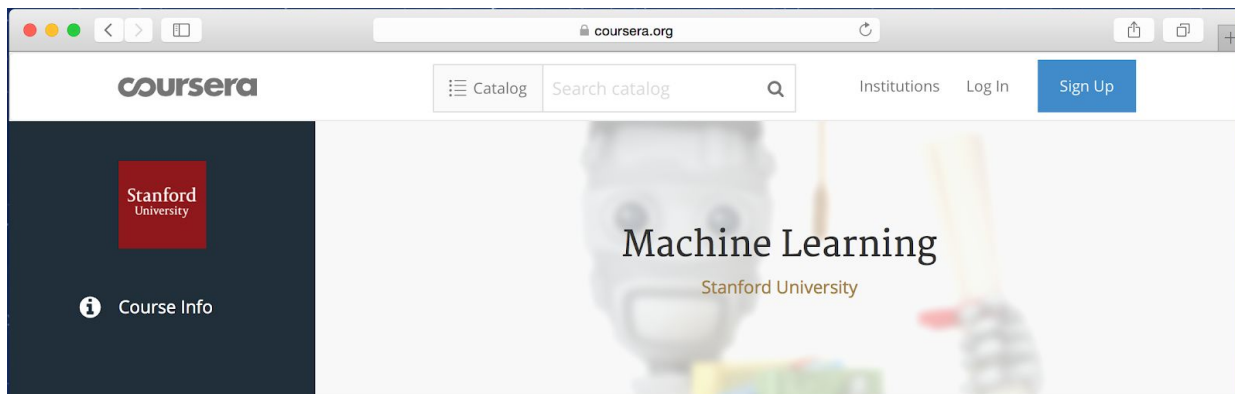 coursera.org
coursera
Catalog
Search catalog
Institutions
Log In
Sign Up
Stanford
University
Machine Learning
Stanford University
Course Info